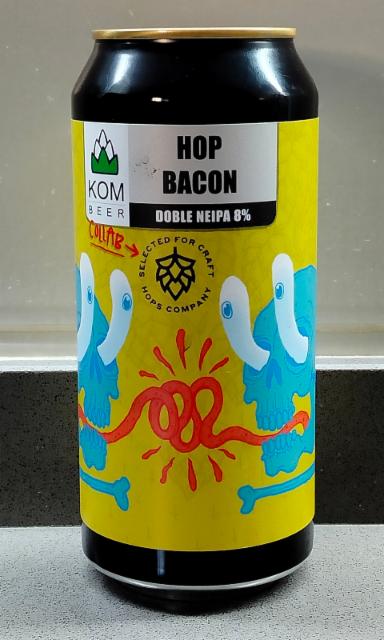 HOP
BACON
KOM
BEER
DOBLE NEIPA 8%
COLLAB
SELECTED FOR CRAFT
HOPS COMPANY